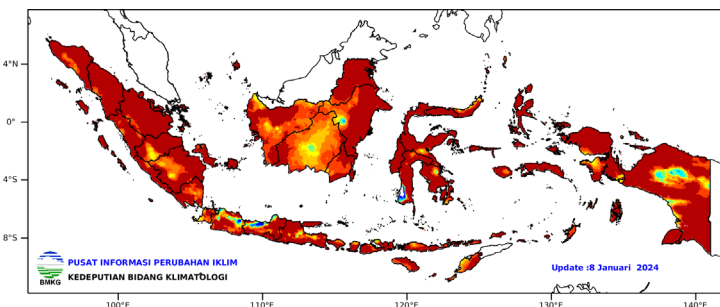 4°N
0°
4°S
8°S
PUSAT INFORMASI PERUBAHAN IKLIM
KEDEPUTIAN BIDANG KLIMATOLOGI
BMKG
Update :8 Januari 2024
100°E 110°E 120°E 130°E 140°E